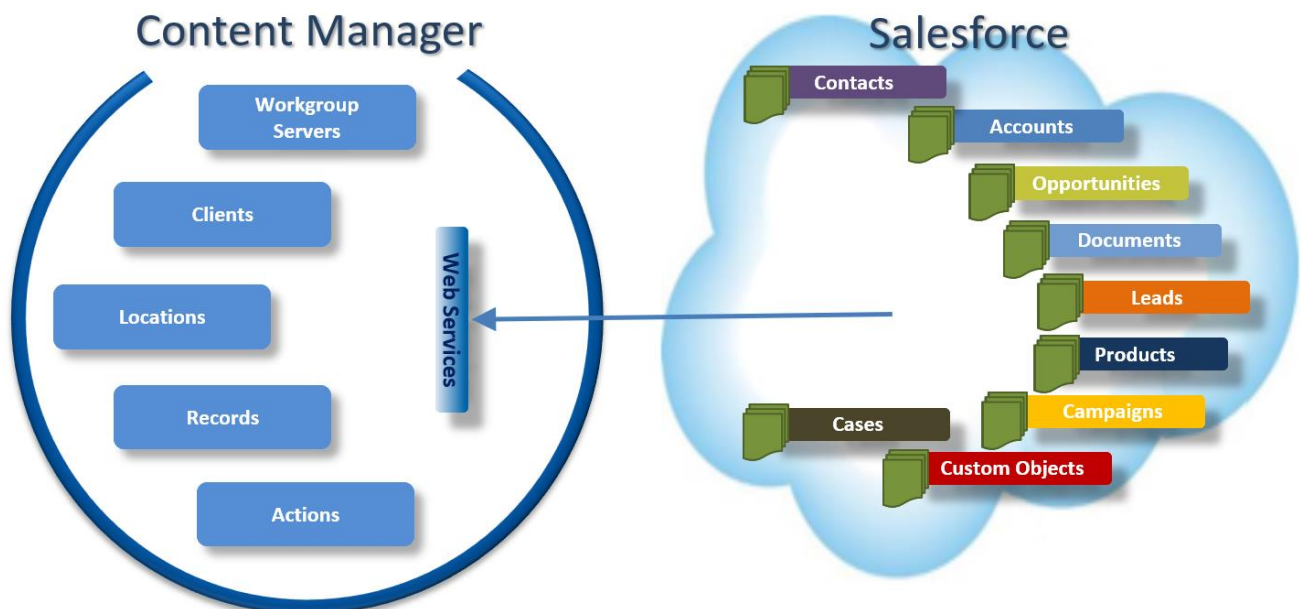 Content Manager
Workgroup
Servers
Clients
Locations
Records
Actions
Web Services
Salesforce
Contacts
Accounts
Opportunities
Documents
Leads
Products
Campaigns
Cases
Custom Objects